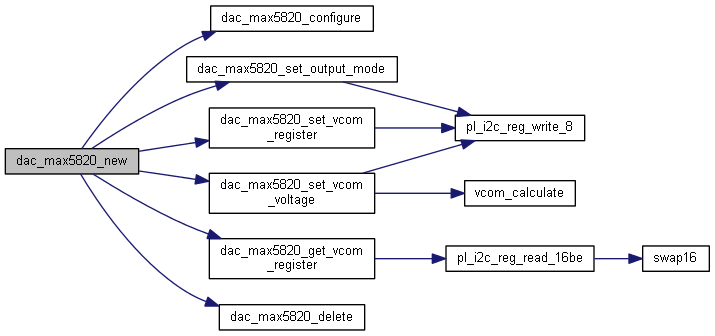 dac_max5820_configure
dac_max5820_set_output_mode
dac_max5820_set_vcom
_register
pl_i2c_reg_write_8
dac_max5820_new
dac_max5820_set_vcom
_voltage
vcom_calculate
dac_max5820_get_vcom
_register
pl_i2c_reg_read_16be
swap16
dac_max5820_delete